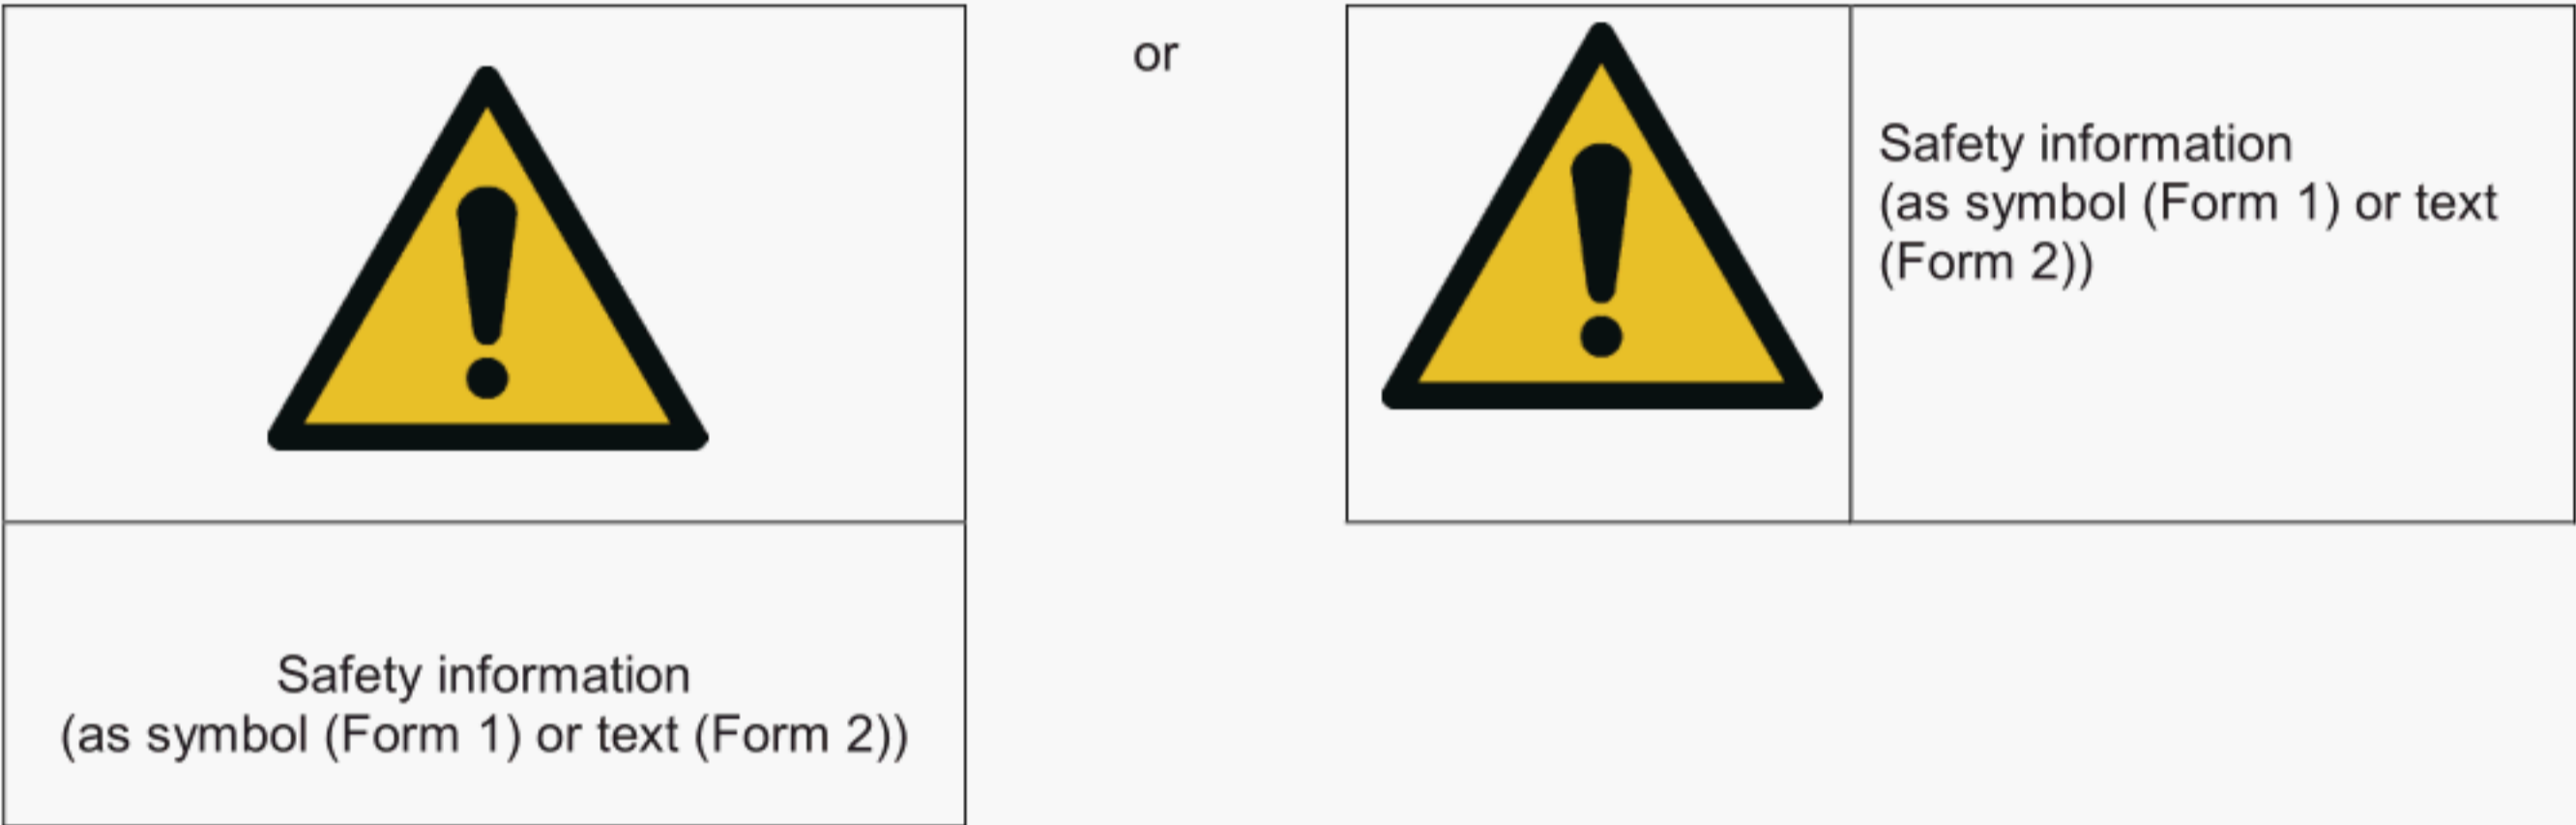 or
Safety information
(as symbol (Form 1) or text
(Form 2))
Safety information
(as symbol (Form 1) or text (Form 2))